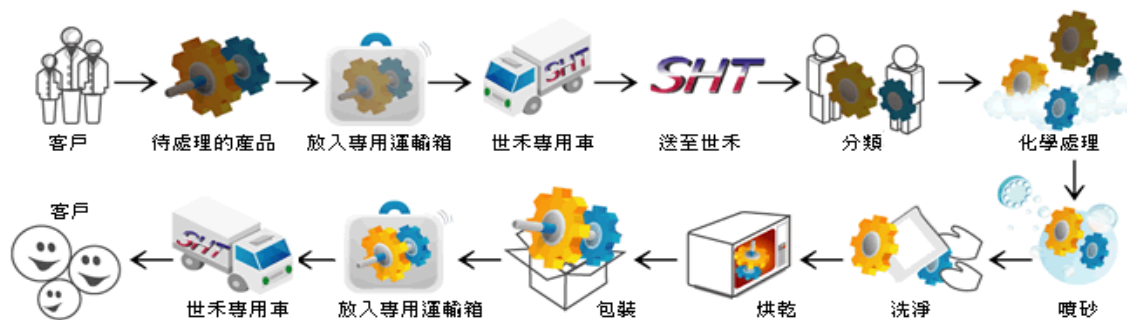 客戶
待處理的產品
放入專用運輸箱
SHT
世禾專用車
SHT
送至世禾
分類
化學處理
噴砂
洗淨
烘乾
包裝
放入專用運輸箱
SHT
世禾專用車
客戶